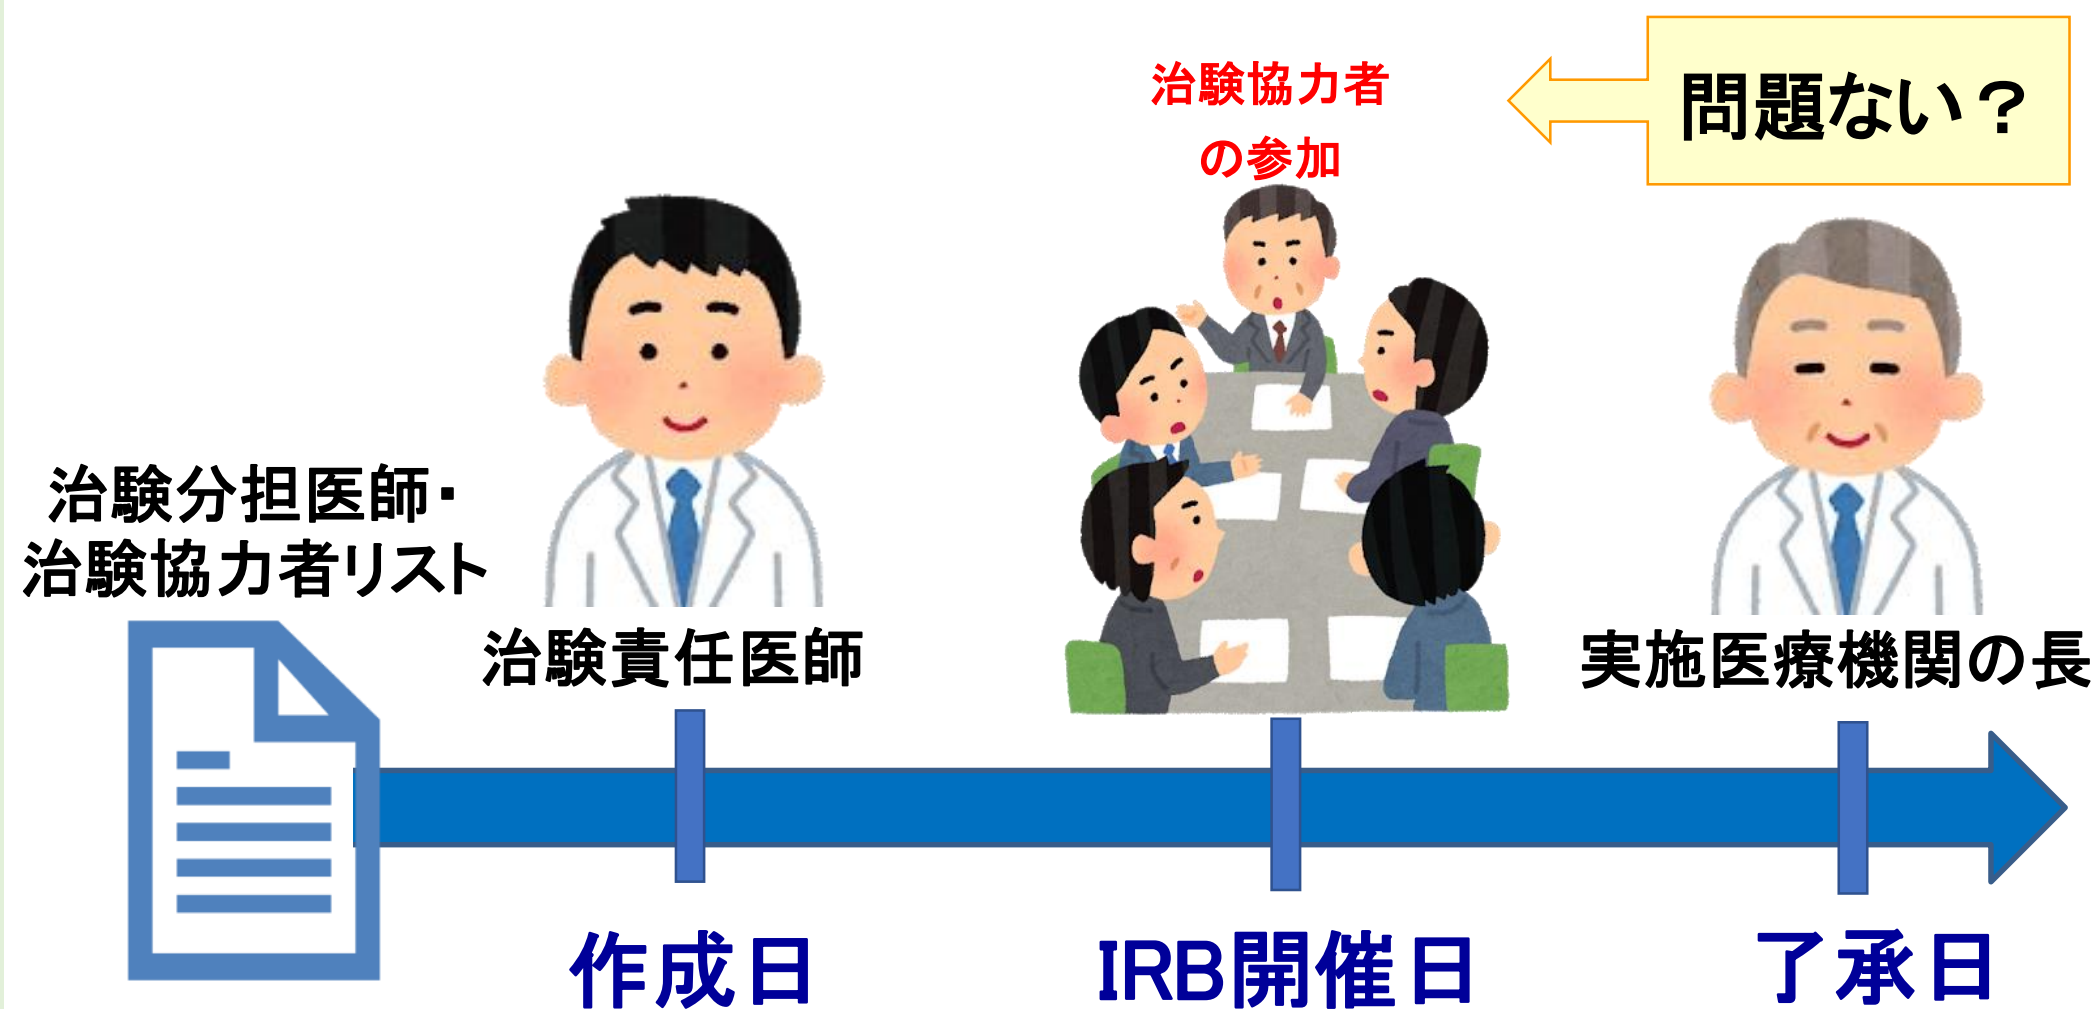 治験協力者
の参加
問題ない？
治験分担医師・
治験協力者リスト
治験責任医師
実施医療機関の長
作成日
IRB開催日
了承日